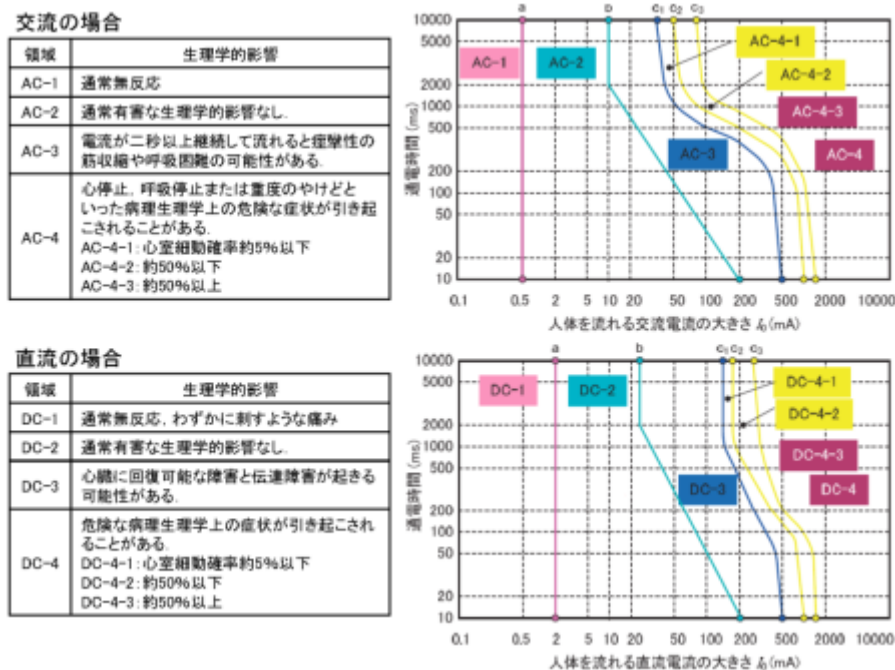 交流の場合
領域 生理学的影響
AC-1 通常無反応
AC-2 通常有害な生理学的影響なし.
AC-3 電流が二秒以上継続して流れると痙攣性の
筋収縮や呼吸困難の可能性がある.
AC-4 心停止, 呼吸停止または重度のやけどと
いった病理生理学上の危険な症状が引き起
こされることがある.
AC-4-1:心室細動確率約5%以下
AC-4-2:約50%以下
AC-4-3:約50%以上
a b c1 c2 c3
通電時間(ms)
10000
5000
2000
1000
500
200
100
50
20
10
AC-1
AC-2
AC-3
AC-4-1
AC-4-2
AC-4-3
AC-4
0.1 0.5 2 5 10 20 50 100 200 500 2000 10000
人体を流れる交流電流の大きさ I0(mA)
直流の場合
領域 生理学的影響
DC-1 通常無反応, わずかに刺すような痛み
DC-2 通常有害な生理学的影響なし.
DC-3 心臓に回復可能な障害と伝達障害が起きる
可能性がある.
DC-4 危険な病理生理学上の症状が引き起こされ
ることがある.
DC-4-1:心室細動確率約5%以下
DC-4-2:約50%以下
DC-4-3:約50%以上
a b c1 c2 c3
通電時間(ms)
10000
5000
2000
1000
500
200
100
50
20
10
DC-1
DC-2
DC-3
DC-4-1
DC-4-2
DC-4-3
DC-4
0.1 0.5 2 5 10 20 50 100 200 500 2000 10000
人体を流れる直流電流の大きさ I0(mA)